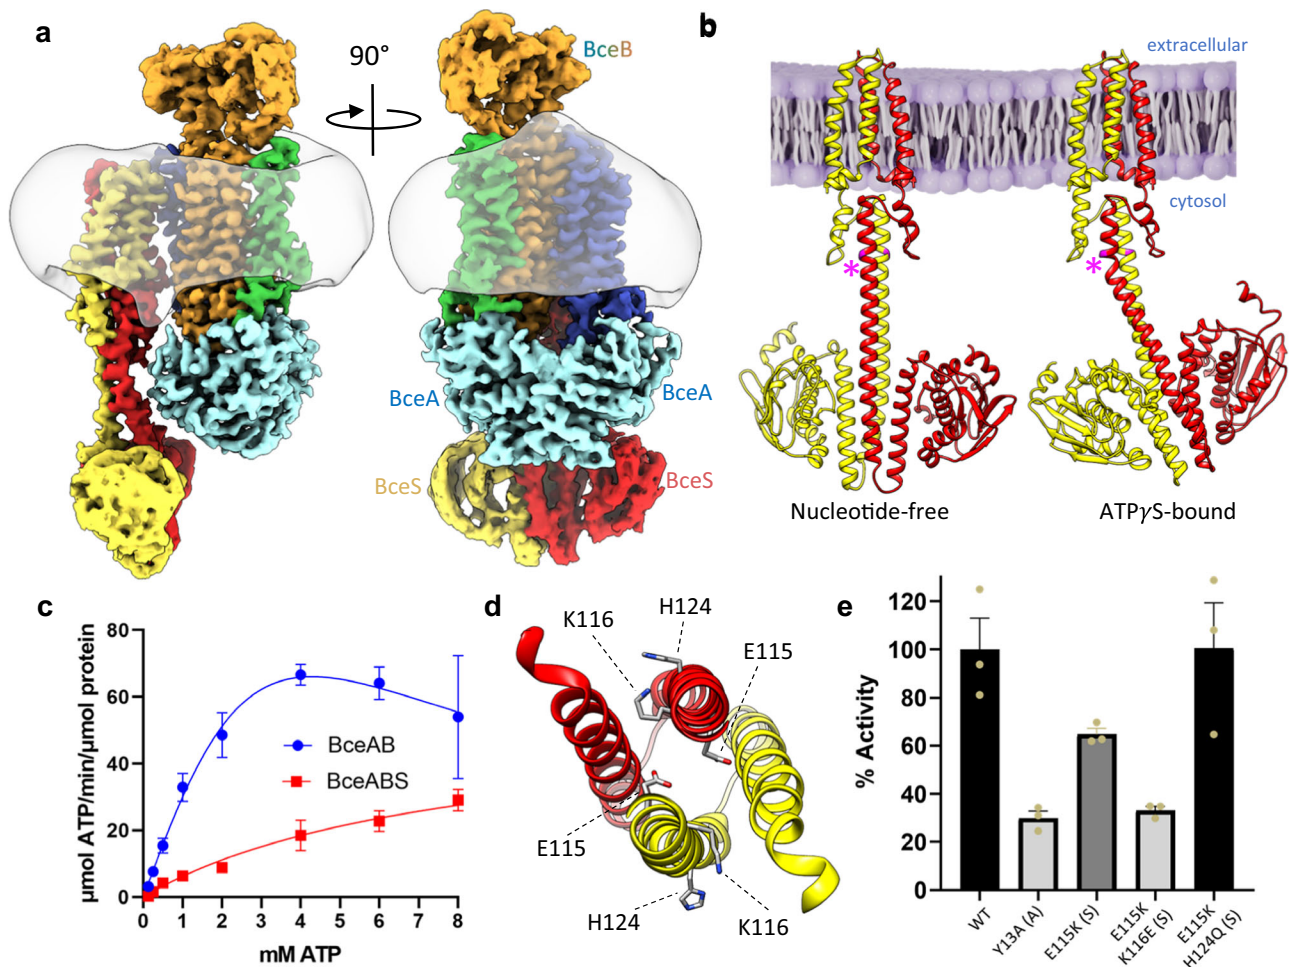 a
BceB
90°
BceA
BceA
BceS
BceS
b
extracellular
cytosol
*
*
Nucleotide-free
ATPγS-bound
c
µmol ATP/min/µmol protein
80
60
40
20
0
BceAB
BceABS
0 1 2 3 4 5 6 7 8
mM ATP
d
K116
H124
E115
E115
H124
K116
e
% Activity
120
100
80
60
40
20
0
WT
Y13A (A)
E115K (S)
E115K
K116E (S)
E115K
H124Q (S)